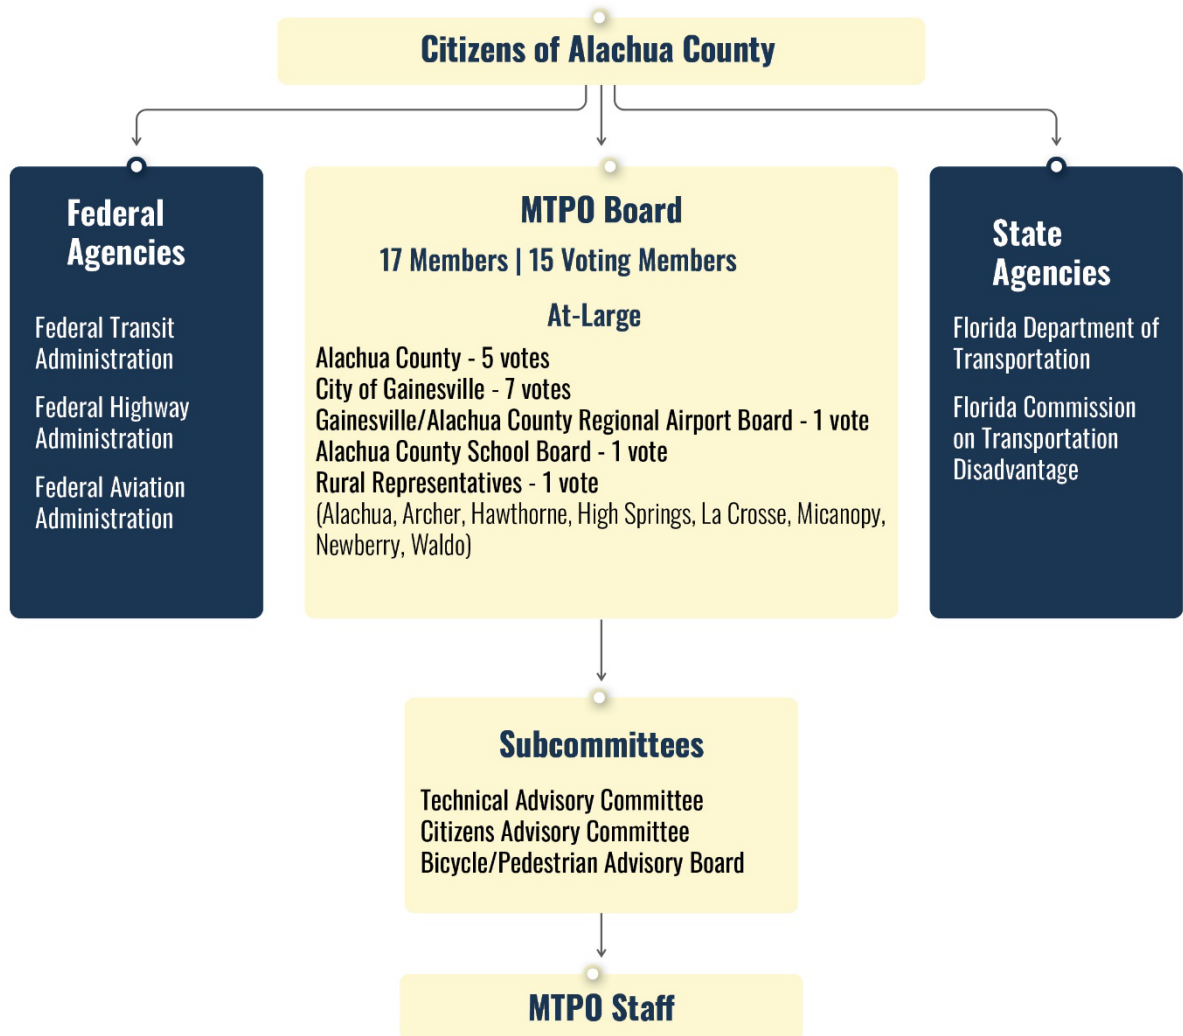 Citizens of Alachua County
Federal
Agencies
Federal Transit
Administration
Federal Highway
Administration
Federal Aviation
Administration
MTPO Board
17 Members | 15 Voting Members
At-Large
Alachua County - 5 votes
City of Gainesville - 7 votes
Gainesville/Alachua County Regional Airport Board - 1 vote
Alachua County School Board - 1 vote
Rural Representatives - 1 vote
(Alachua, Archer, Hawthorne, High Springs, La Crosse, Micanopy,
Newberry, Waldo)
State
Agencies
Florida Department of
Transportation
Florida Commission
on Transportation
Disadvantage
Subcommittees
Technical Advisory Committee
Citizens Advisory Committee
Bicycle/Pedestrian Advisory Board
MTPO Staff